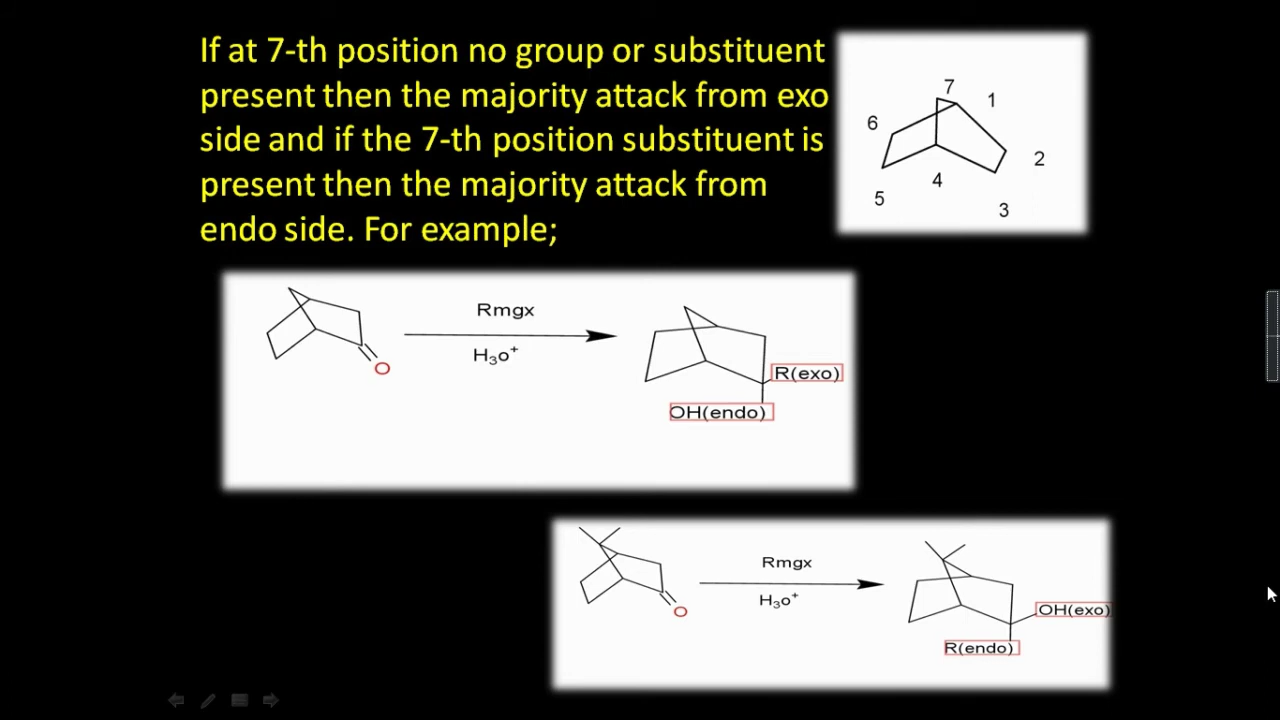 If at 7-th position no group or substituent
present then the majority attack from exo
side and if the 7-th position substituent is
present then the majority attack from
endo side. For example;
7
1
6
2
4
5
3
Rmgx
H₃o⁺
O
R(exo)
OH(endo)
Rmgx
H₃o⁺
O
OH(exo)
R(endo)